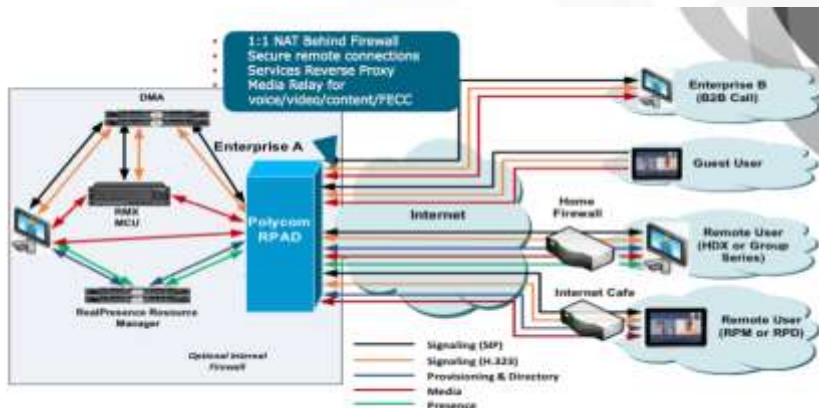 1:1 NAT Behind Firewall
Secure remote connections
Services Reverse Proxy
Media Relay for
voice/video/content/FECC
DMA
Enterprise A
RMX
MCU
Polycom
RPAD
RealPresence Resource
Manager
Optional Internal
Firewall
Internet
Enterprise B
(B2B Call)
Guest User
Home
Firewall
Remote User
(HDX or Group
Series)
Internet Cafe
Remote User
(RPM or RPD)
Signaling (SIP)
Signaling (H.323)
Provisioning & Directory
Media
Presence